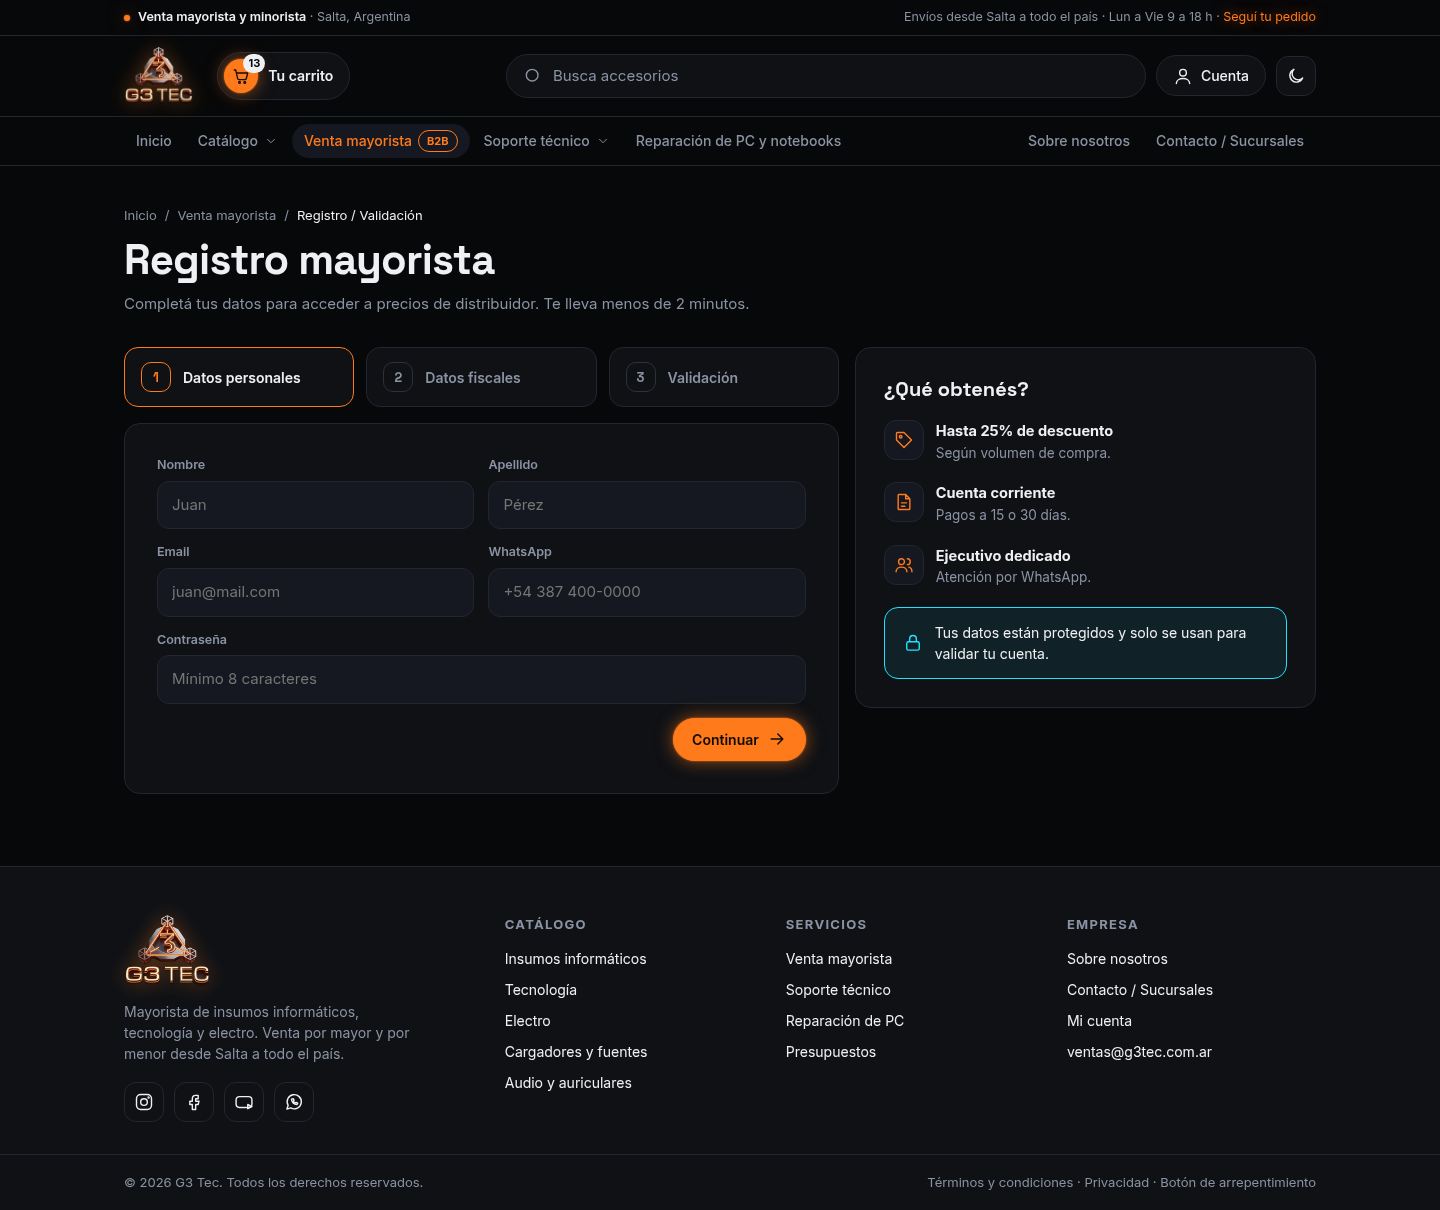 Venta mayorista y minorista · Salta, Argentina
Envíos desde Salta a todo el país · Lun a Vie 9 a 18 h · Seguí tu pedido
G3 TEC
13
Tu carrito
Busca accesorios
Cuenta
Inicio
Catálogo
Venta mayorista B2B
Soporte técnico
Reparación de PC y notebooks
Sobre nosotros
Contacto / Sucursales
Inicio / Venta mayorista / Registro / Validación
Registro mayorista
Completá tus datos para acceder a precios de distribuidor. Te lleva menos de 2 minutos.
1 Datos personales
2 Datos fiscales
3 Validación
Nombre
Apellido
Juan
Pérez
Email
WhatsApp
juan@mail.com
+54 387 400-0000
Contraseña
Mínimo 8 caracteres
Continuar
¿Qué obtenés?
Hasta 25% de descuento
Según volumen de compra.
Cuenta corriente
Pagos a 15 o 30 días.
Ejecutivo dedicado
Atención por WhatsApp.
Tus datos están protegidos y solo se usan para
validar tu cuenta.
G3 TEC
Mayorista de insumos informáticos,
tecnología y electro. Venta por mayor y por
menor desde Salta a todo el país.
CATÁLOGO
Insumos informáticos
Tecnología
Electro
Cargadores y fuentes
Audio y auriculares
SERVICIOS
Venta mayorista
Soporte técnico
Reparación de PC
Presupuestos
EMPRESA
Sobre nosotros
Contacto / Sucursales
Mi cuenta
ventas@g3tec.com.ar
© 2026 G3 Tec. Todos los derechos reservados.
Términos y condiciones · Privacidad · Botón de arrepentimiento